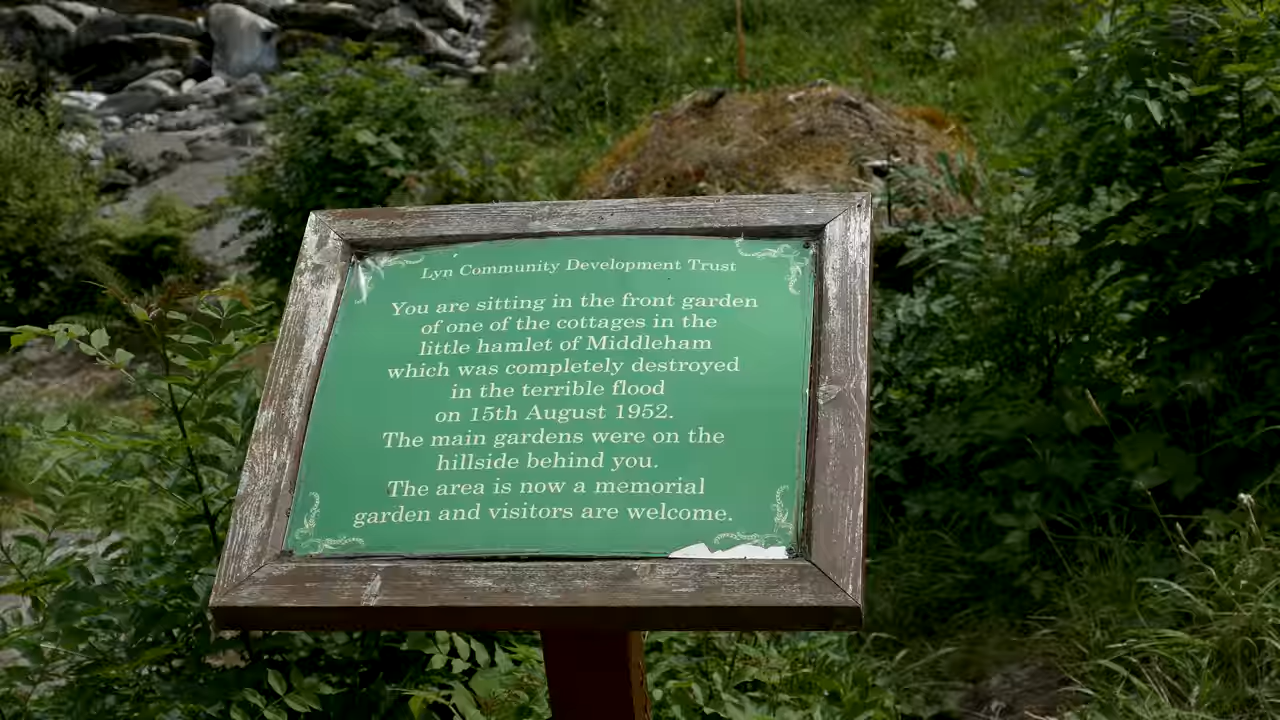 Lyn Community Development Trust
You are sitting in the front garden
of one of the cottages in the
little hamlet of Middleham
which was completely destroyed
in the terrible flood
on 15th August 1952.
The main gardens were on the
hillside behind you.
The area is now a memorial
garden and visitors are welcome.